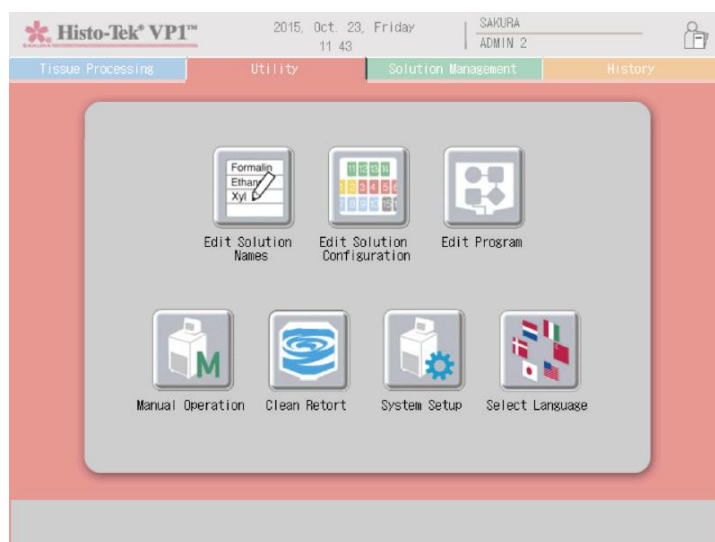 Histo-Tek® VP1™
SAKURA
2015, Oct. 23, Friday
11 43
SAKURA
ADMIN 2
Tissue Processing
Utility
Solution Management
History
Formalin
Ethan
Xyl
Edit Solution
Names
Edit Solution
Configuration
Edit Program
M
Manual Operation
Clean Retort
System Setup
Select Language